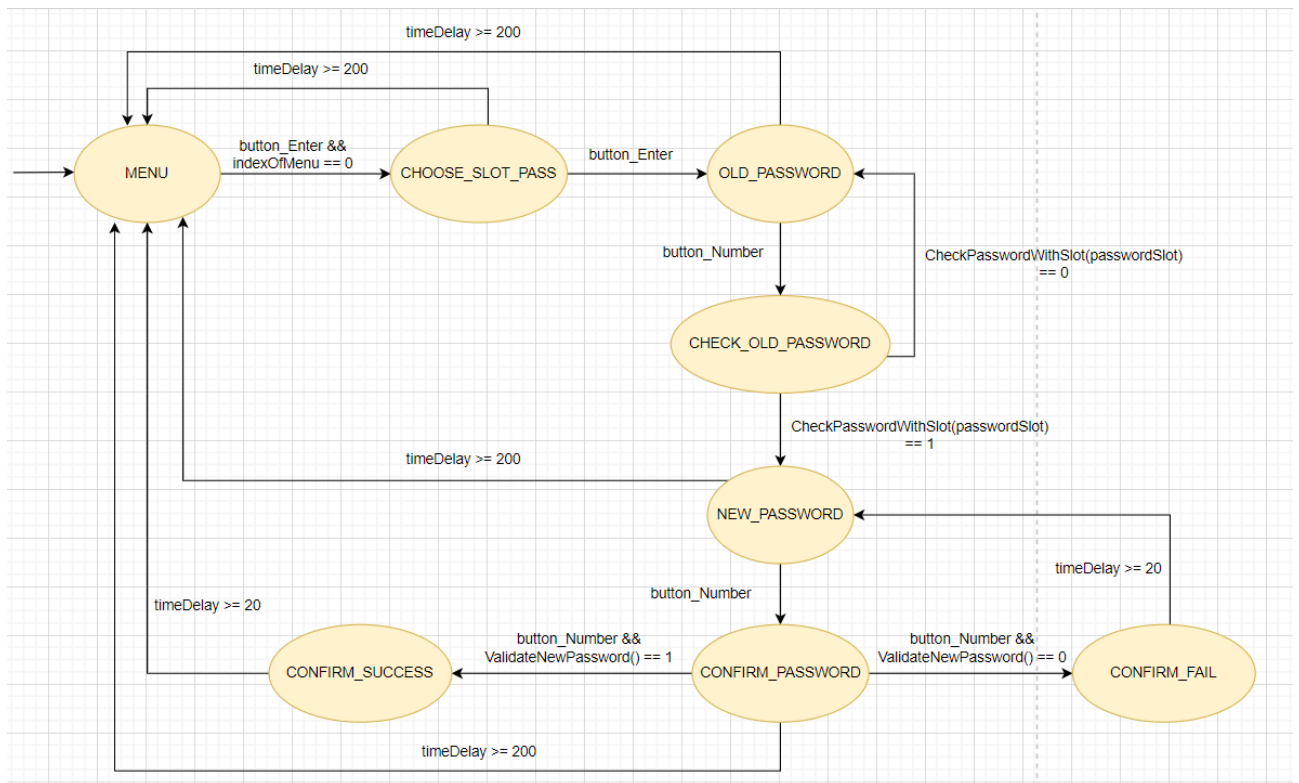 timeDelay >= 200
timeDelay >= 200
button_Enter &&
indexOfMenu == 0
button_Enter
MENU
CHOOSE_SLOT_PASS
OLD_PASSWORD
button_Number
CheckPasswordWithSlot(passwordSlot)
== 0
CHECK_OLD_PASSWORD
CheckPasswordWithSlot(passwordSlot)
== 1
timeDelay >= 200
NEW_PASSWORD
timeDelay >= 20
button_Number
timeDelay >= 20
button_Number &&
ValidateNewPassword() == 1
button_Number &&
ValidateNewPassword() == 0
CONFIRM_SUCCESS
CONFIRM_PASSWORD
CONFIRM_FAIL
timeDelay >= 200